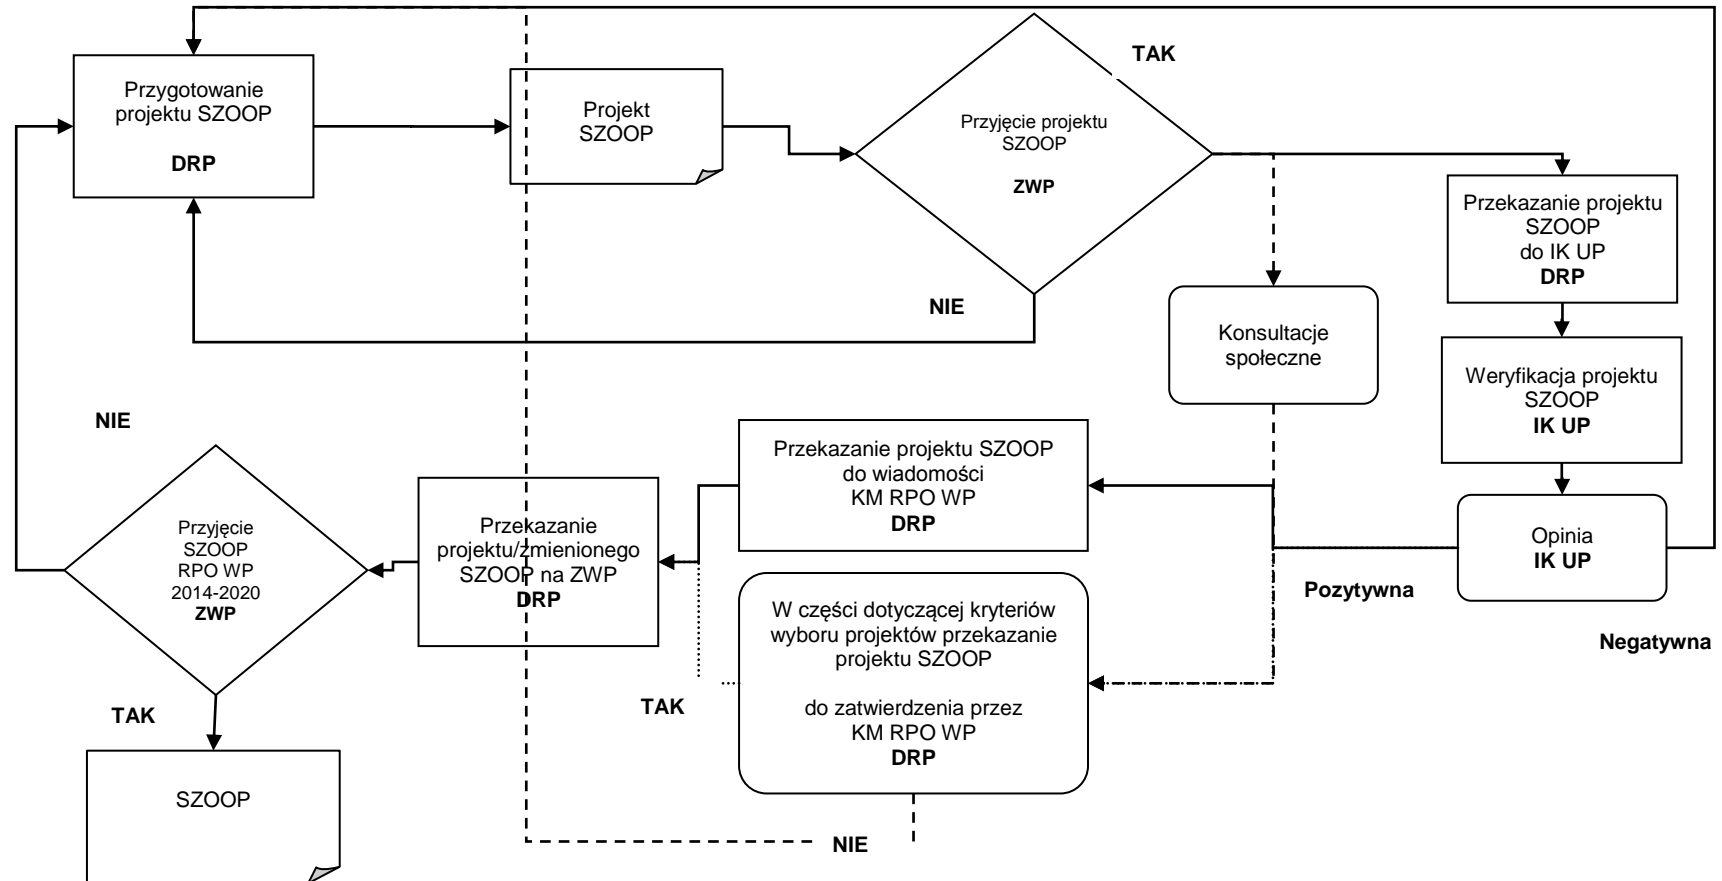 Przygotowanie
projektu SZOOP
DRP
Projekt
SZOOP
Przyjęcie projektu
SZOOP
ZWP
TAK
NIE
Przekazanie projektu
SZOOP
do IK UP
DRP
Konsultacje
społeczne
Weryfikacja projektu
SZOOP
IK UP
Opinia
IK UP
Pozytywna
Negatywna
Przekazanie projektu SZOOP
do wiadomości
KM RPO WP
DRP
W części dotyczącej kryteriów
wyboru projektów przekazanie
projektu SZOOP
do zatwierdzenia przez
KM RPO WP
DRP
TAK
NIE
Przekazanie
projektu/zmienionego
SZOOP na ZWP
DRP
NIE
Przyjęcie
SZOOP
RPO WP
2014-2020
ZWP
TAK
SZOOP